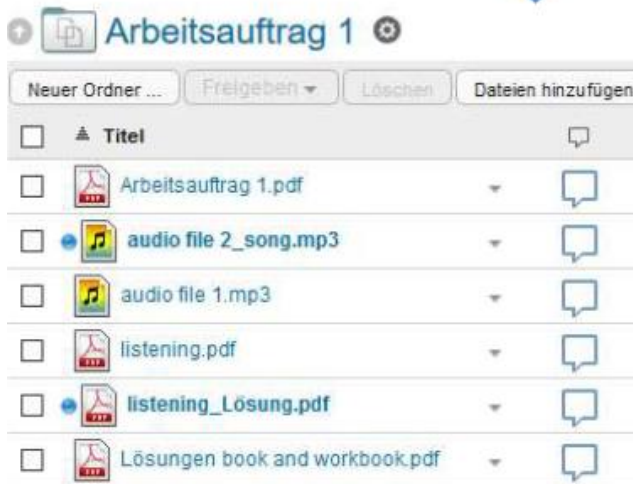 Arbeitsauftrag 1
Neuer Ordner ... Freigeben Löschen Dateien hinzufügen
Titel
Arbeitsauftrag 1.pdf
audio file 2_song.mp3
audio file 1.mp3
listening.pdf
listening_Lösung.pdf
Lösungen book and workbook.pdf